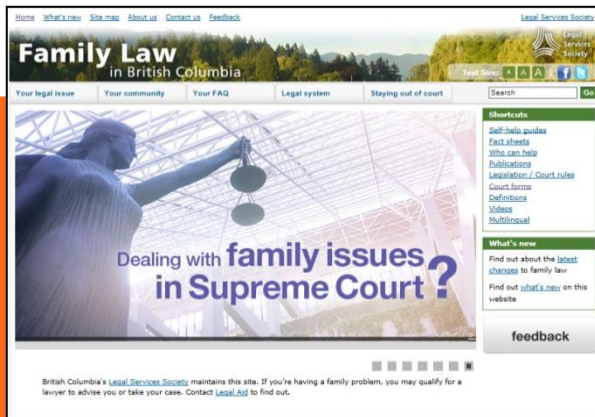 Home What's new Site map About us Contact us Feedback Legal Services Society
Family Law
in British Columbia
Legal
Services
Society
Text Size: A A A
Your legal issue Your community Your FAQ Legal system Staying out of court Search Go
Dealing with family issues
in Supreme Court?
Shortcuts
Self-help guides
Fact sheets
Who can help
Publications
Legislation / Court rules
Court forms
Definitions
Videos
Multilingual
What's new
Find out about the latest
changes to family law
Find out what's new on this
website
feedback
British Columbia's Legal Services Society maintains this site. If you're having a family problem, you may qualify for a
lawyer to advise you or take your case. Contact Legal Aid to find out.